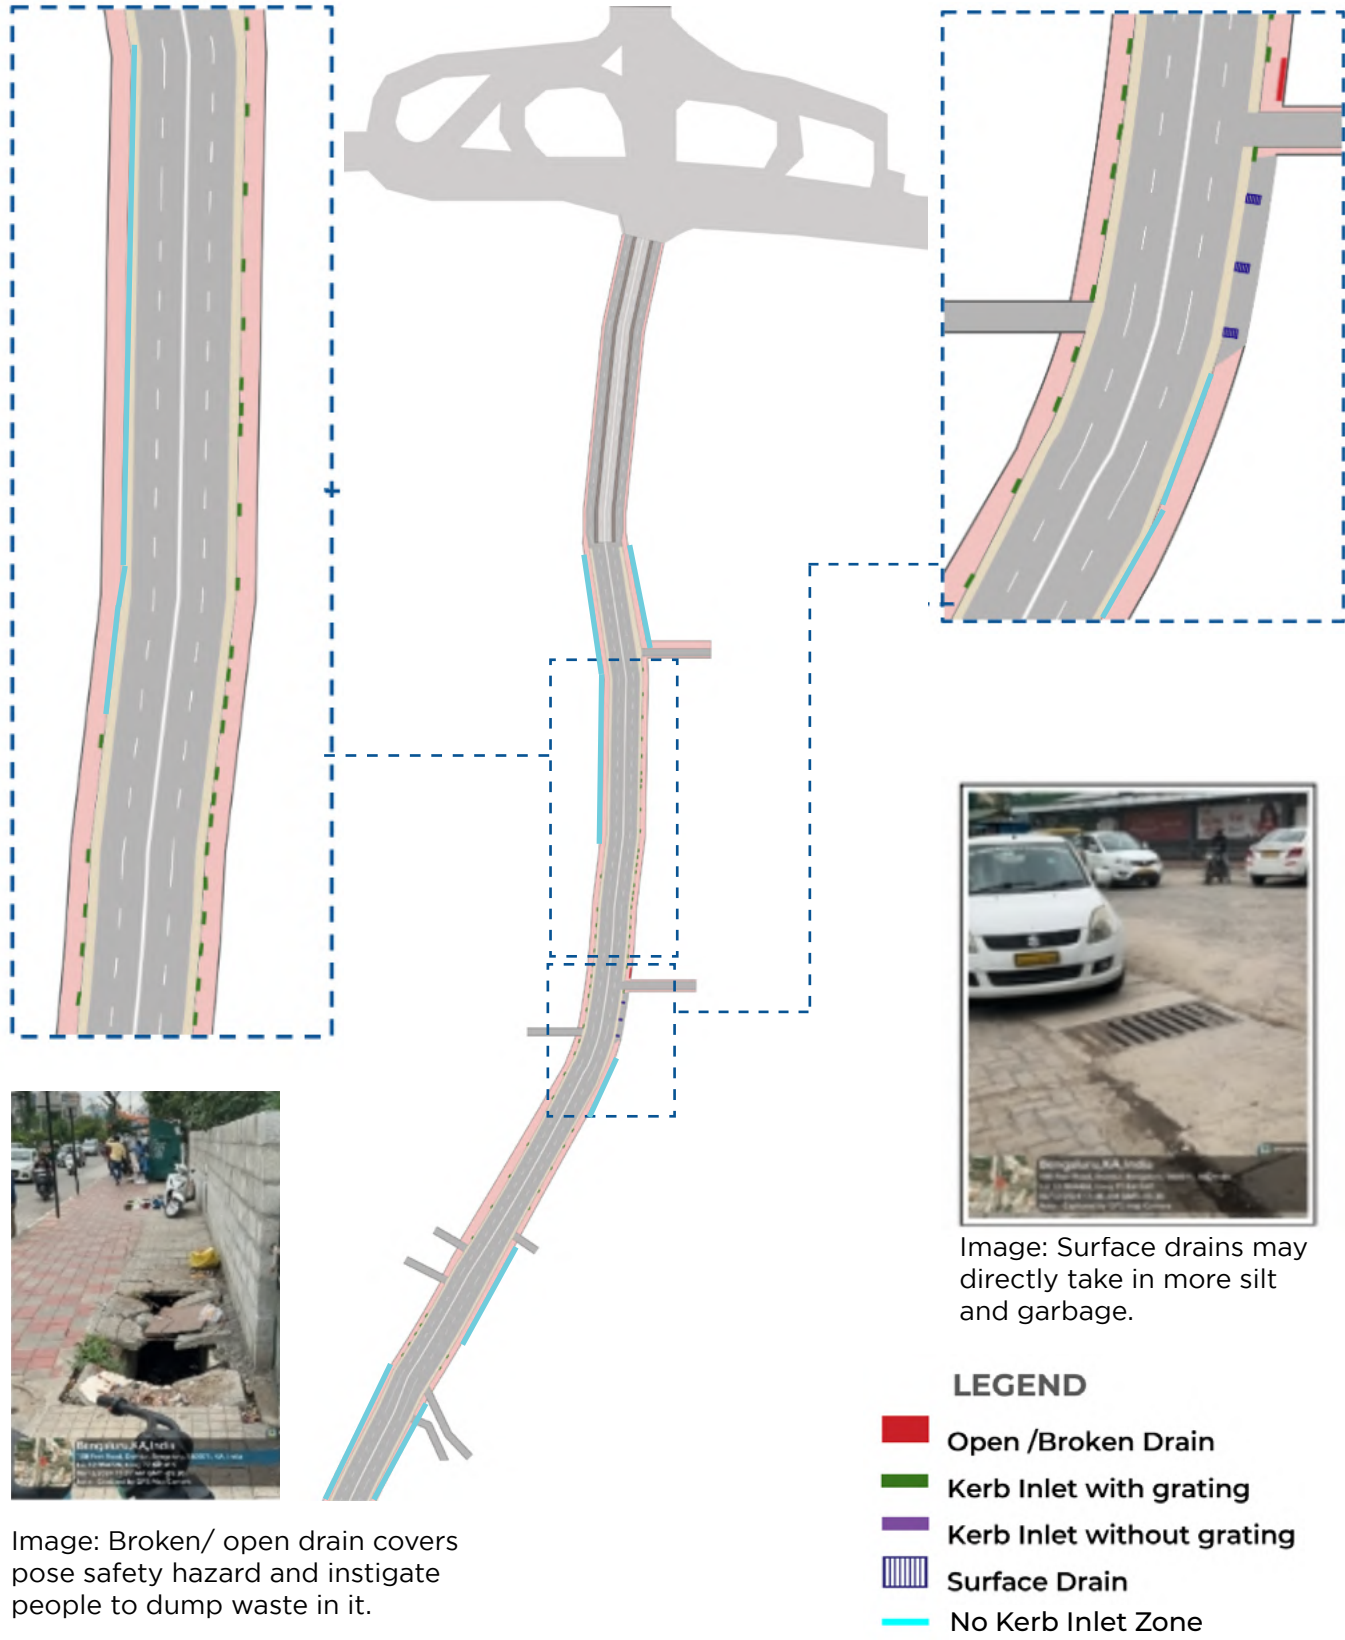 Bengaluru, KA, India
Image: Surface drains may
directly take in more silt
and garbage.
Bengaluru, KA, India
Image: Broken/ open drain covers
pose safety hazard and instigate
people to dump waste in it.
LEGEND
Open /Broken Drain
Kerb Inlet with grating
Kerb Inlet without grating
Surface Drain
No Kerb Inlet Zone